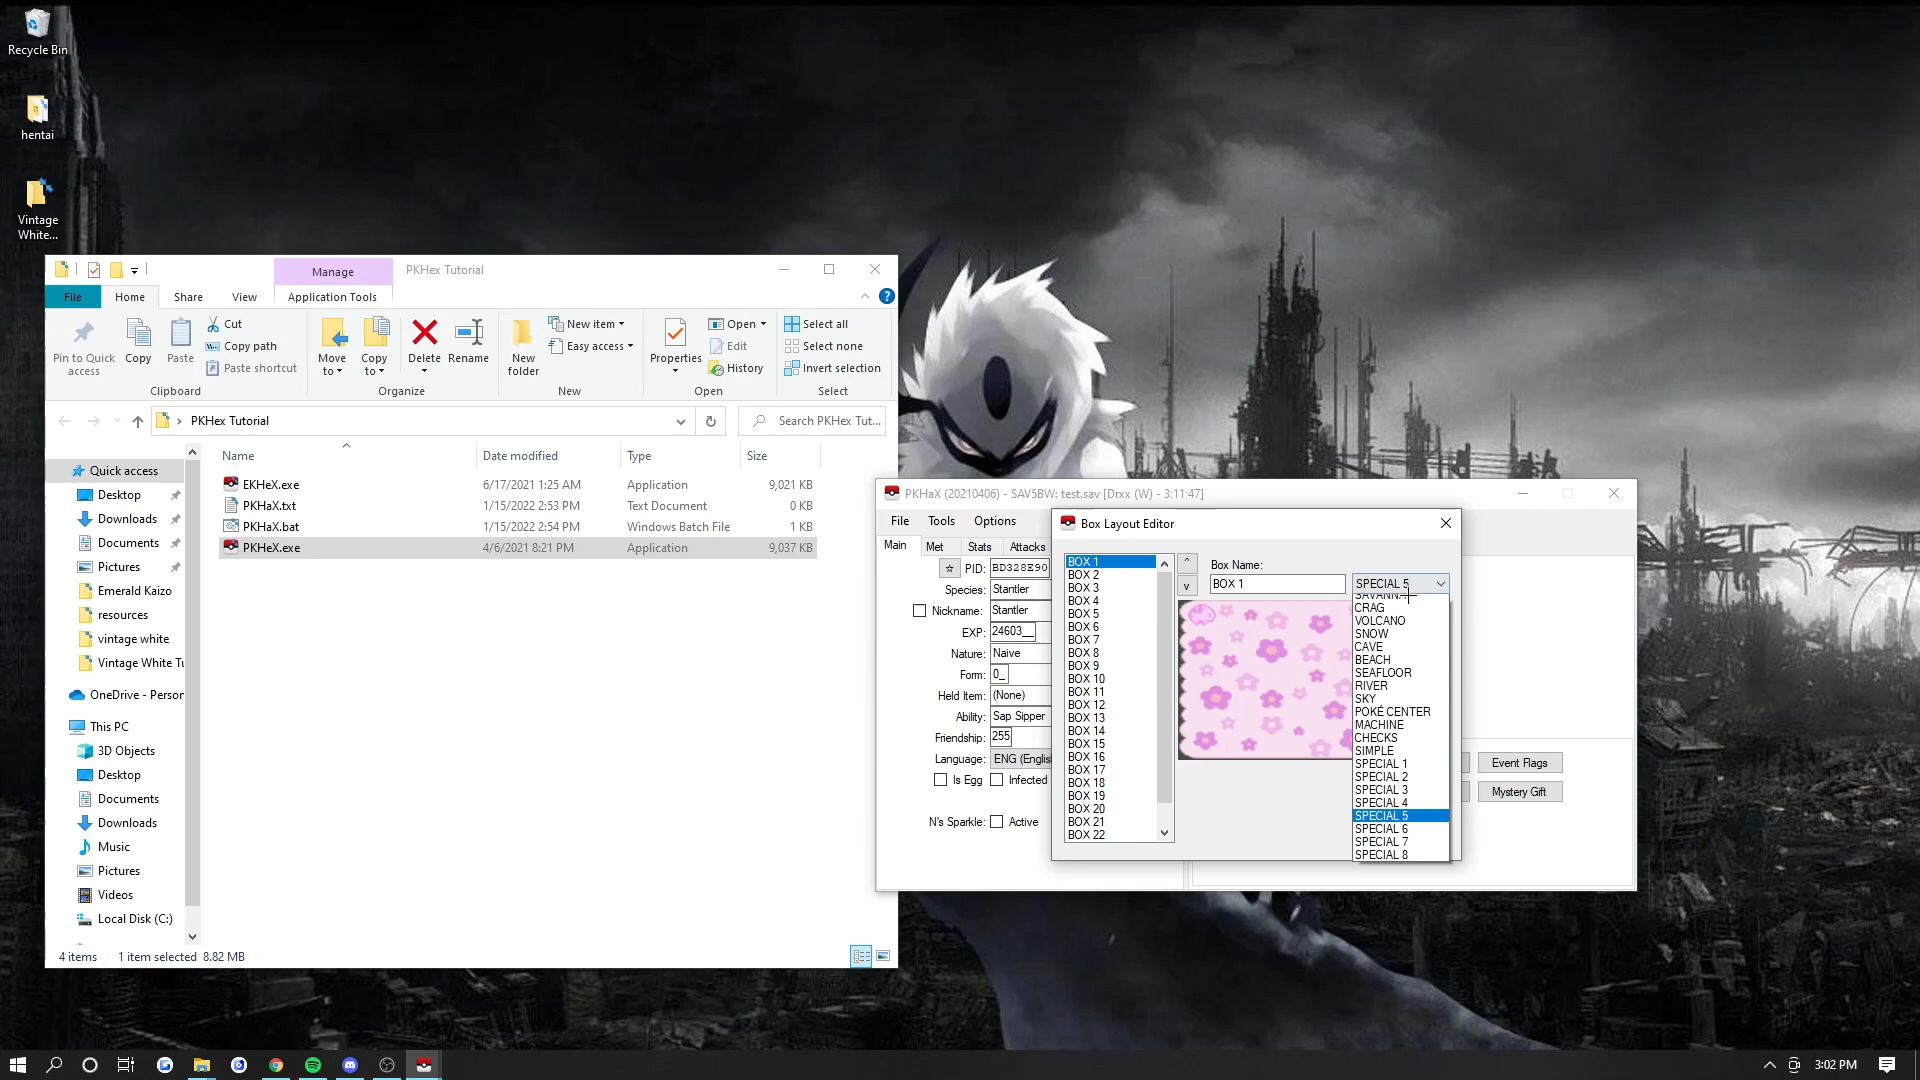 Recycle Bin
hentai
Vintage
White...
Manage
PKHex Tutorial
File
Home
Share
View
Application Tools
Pin to Quick
access
Copy
Paste
Cut
Copy path
Paste shortcut
Clipboard
Move
to
Copy
to
Delete
Rename
Organize
New
folder
New item
Easy access
New
Properties
Open
Edit
History
Open
Select all
Select none
Invert selection
Select
PKHex Tutorial
Search PKHex Tut...
Name
Date modified
Type
Size
EKHeX.exe 6/17/2021 1:25 AM Application 9,021 KB
PKHaX.txt 1/15/2022 2:53 PM Text Document 0 KB
PKHaX.bat 1/15/2022 2:54 PM Windows Batch File 1 KB
PKHeX.exe 4/6/2021 8:21 PM Application 9,037 KB
Quick access
Desktop
Downloads
Documents
Pictures
Emerald Kaizo
resources
vintage white
Vintage White Tu
OneDrive - Person
This PC
3D Objects
Desktop
Documents
Downloads
Music
Pictures
Videos
Local Disk (C:)
4 items 1 item selected 8.82 MB
PKHaX (20210406) - SAV5BW: test.sav [Drxx (W) - 3:11:47]
File Tools Options
Main Met Stats Attacks
PID: BD328E90
Species: Stantler
Nickname: Stantler
EXP: 24603__
Nature: Naive
Form: 0_
Held Item: (None)
Ability: Sap Sipper
Friendship: 255
Language: ENG (English
Is Egg Infected
N's Sparkle: Active
Event Flags
Mystery Gift
Box Layout Editor
BOX 1
BOX 2
BOX 3
BOX 4
BOX 5
BOX 6
BOX 7
BOX 8
BOX 9
BOX 10
BOX 11
BOX 12
BOX 13
BOX 14
BOX 15
BOX 16
BOX 17
BOX 18
BOX 19
BOX 20
BOX 21
BOX 22
^
v
Box Name:
BOX 1
SPECIAL 5
CRAG
VOLCANO
SNOW
CAVE
BEACH
SEAFLOOR
RIVER
SKY
POKÉ CENTER
MACHINE
CHECKS
SIMPLE
SPECIAL 1
SPECIAL 2
SPECIAL 3
SPECIAL 4
SPECIAL 5
SPECIAL 6
SPECIAL 7
SPECIAL 8
3:02 PM